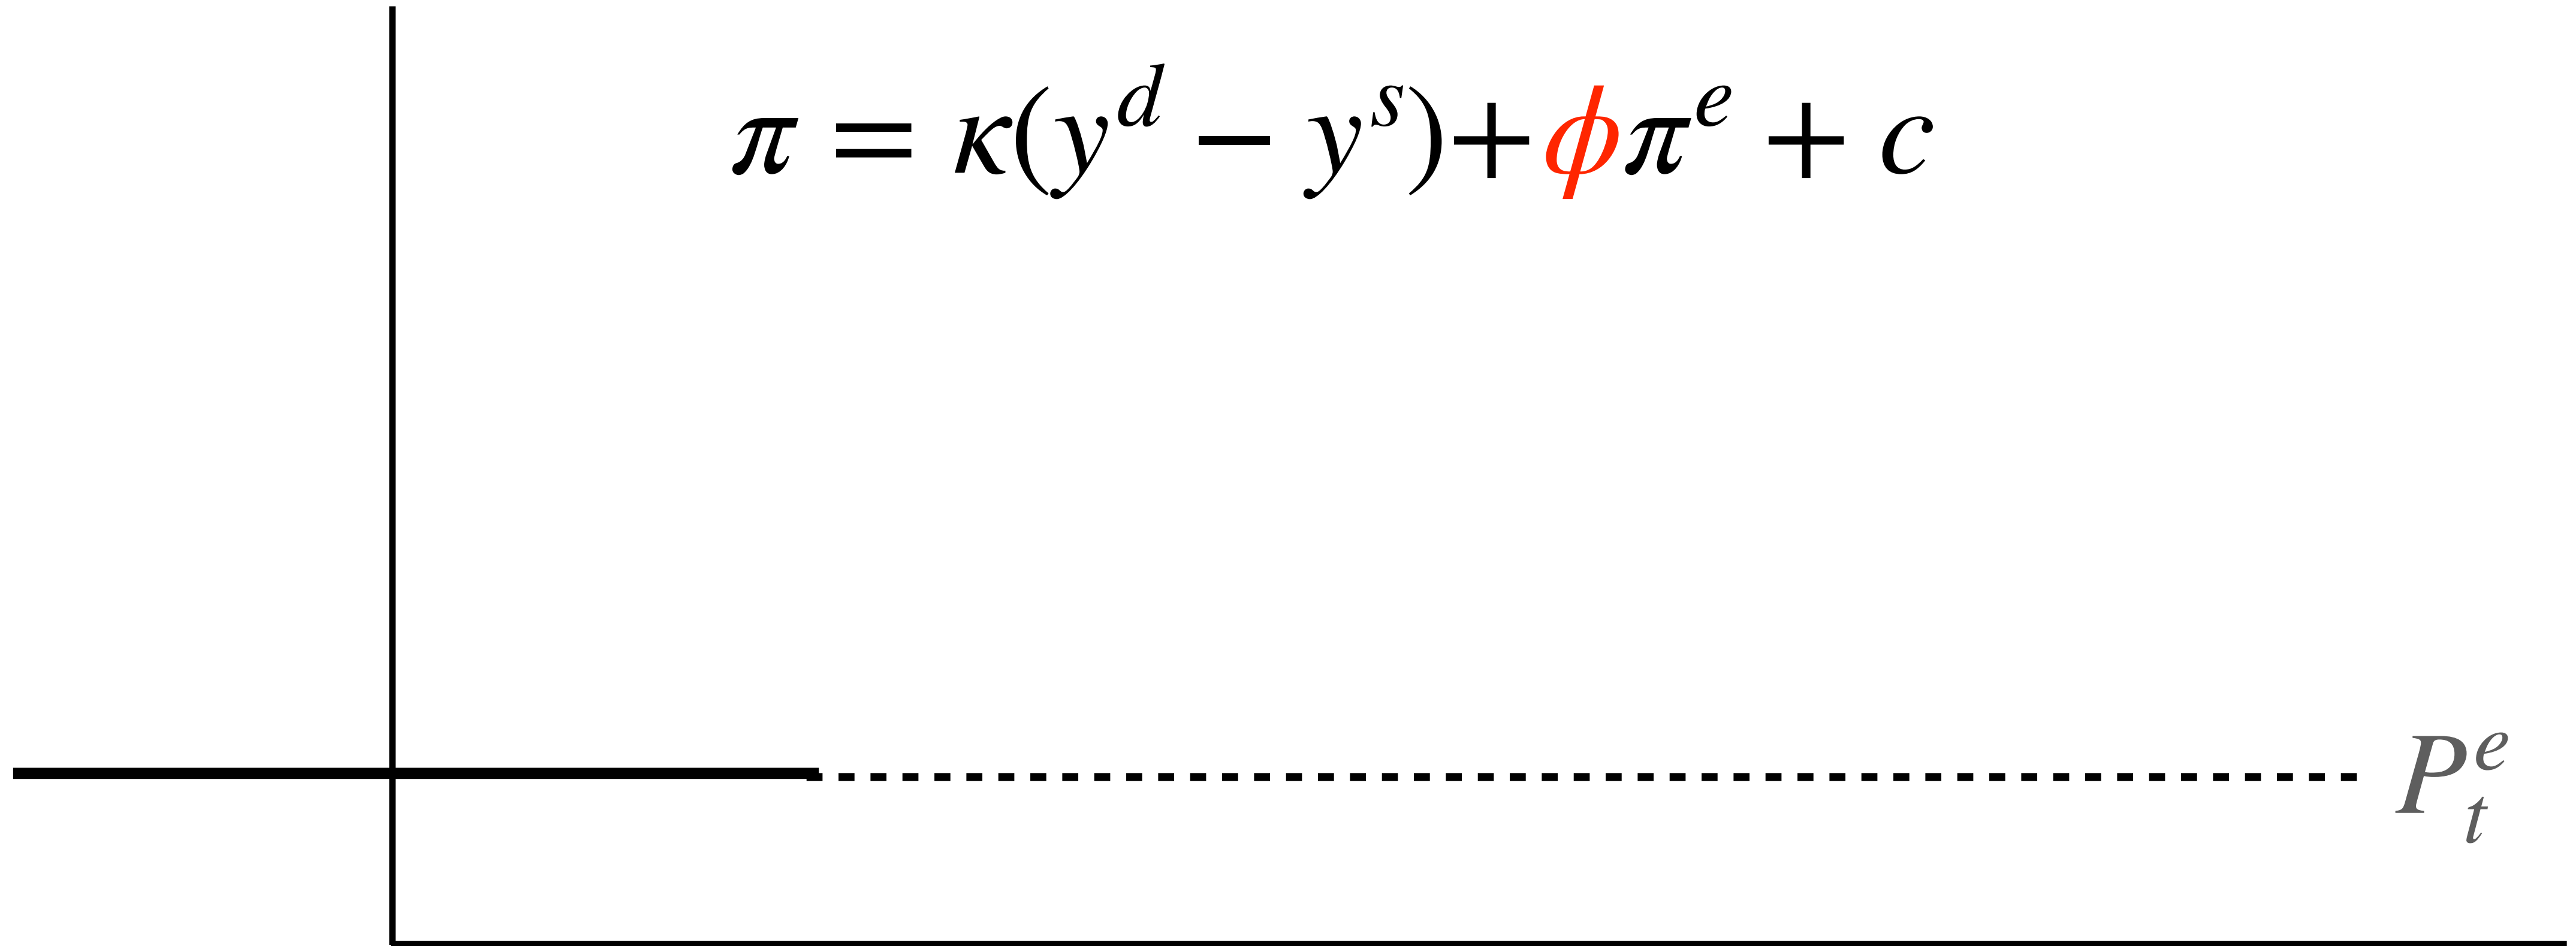 π = κ(y^d − y^s)+ϕπ^e + c
P_t^e